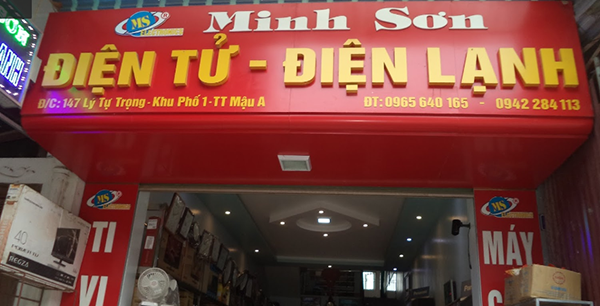 MS Minh Sơn
ĐIỆN TỬ - ĐIỆN LẠNH
Đ/C: 147 Lý Tự Trọng - Khu Phố 1 - TT Mậu A ĐT: 0965 640 165 - 0942 284 113
MS
TI
VI
MS
MÁY
40